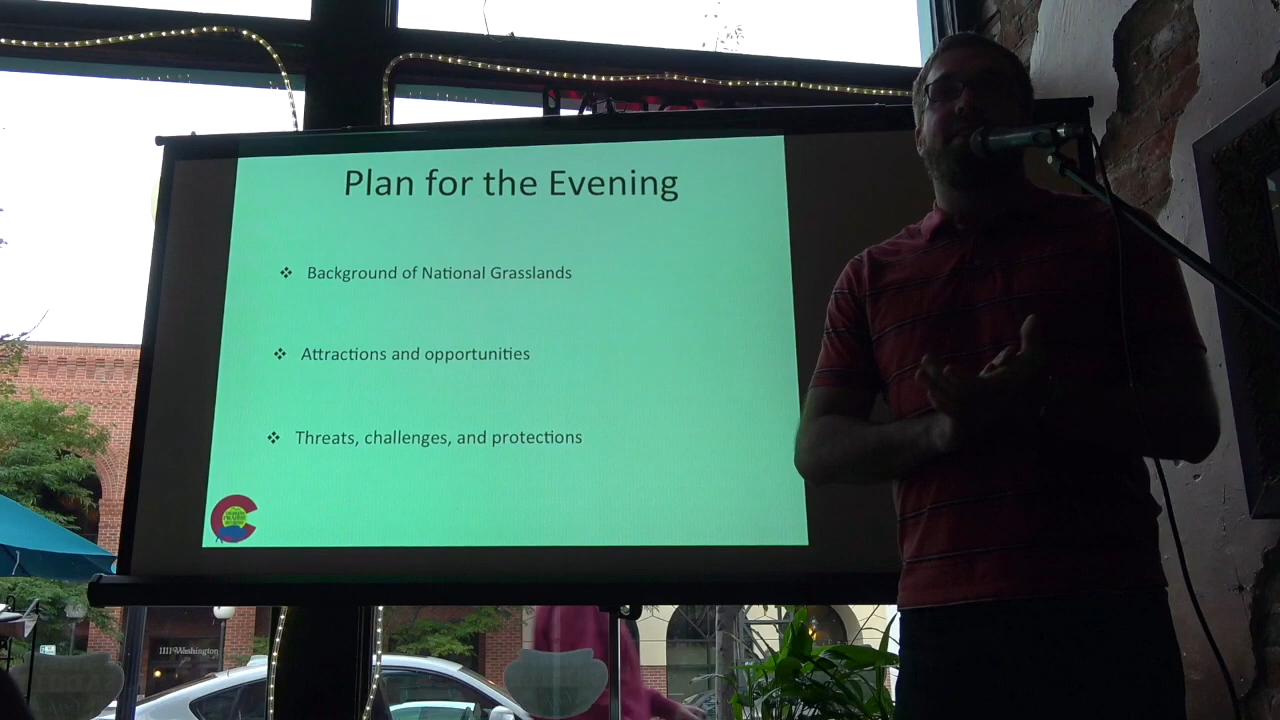 Plan for the Evening
❖ Background of National Grasslands
❖ Attractions and opportunities
❖ Threats, challenges, and protections
1111 Washington